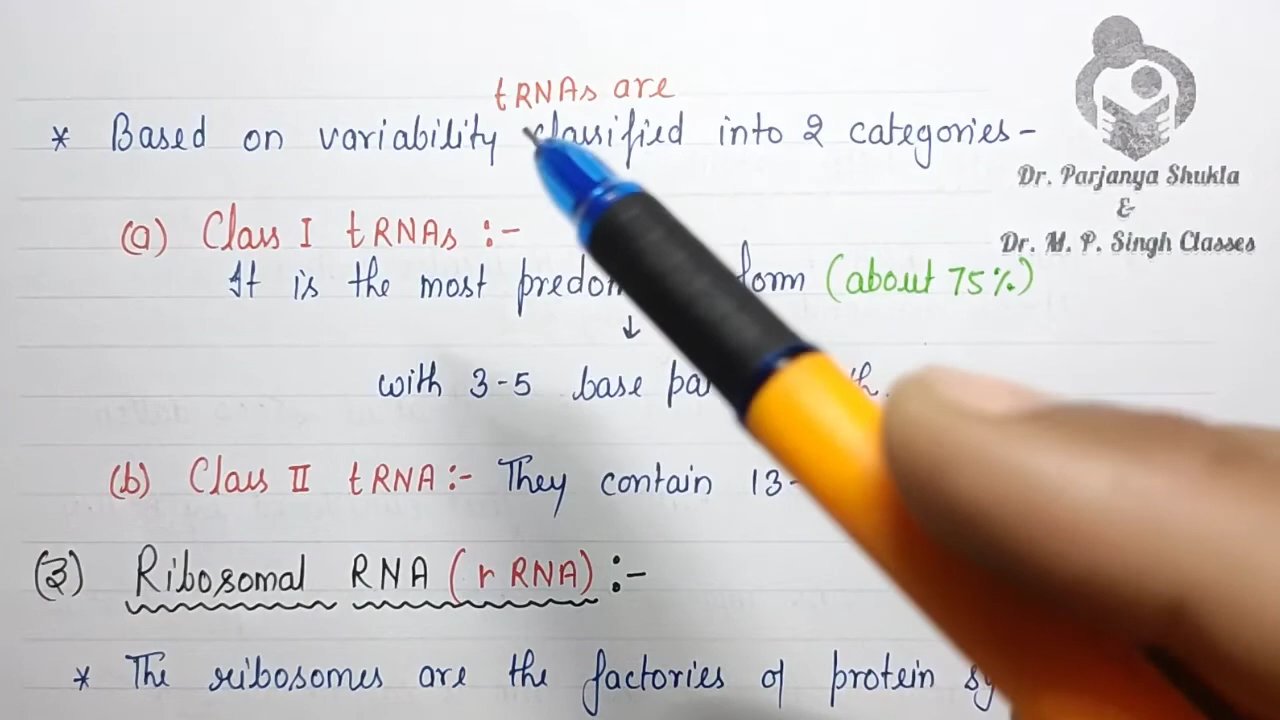 tRNAs are
* Based on variability classified into 2 categories -
(a) Class I tRNAs :-
It is the most form (about 75%)
↓
with 3-5 base
(b) Class II tRNA :- They contain 13-
(3) Ribosomal RNA (rRNA) :-
* The ribosomes are the factories of protein
Dr. Parjanya Shukla
&
Dr. M. P. Singh Classes